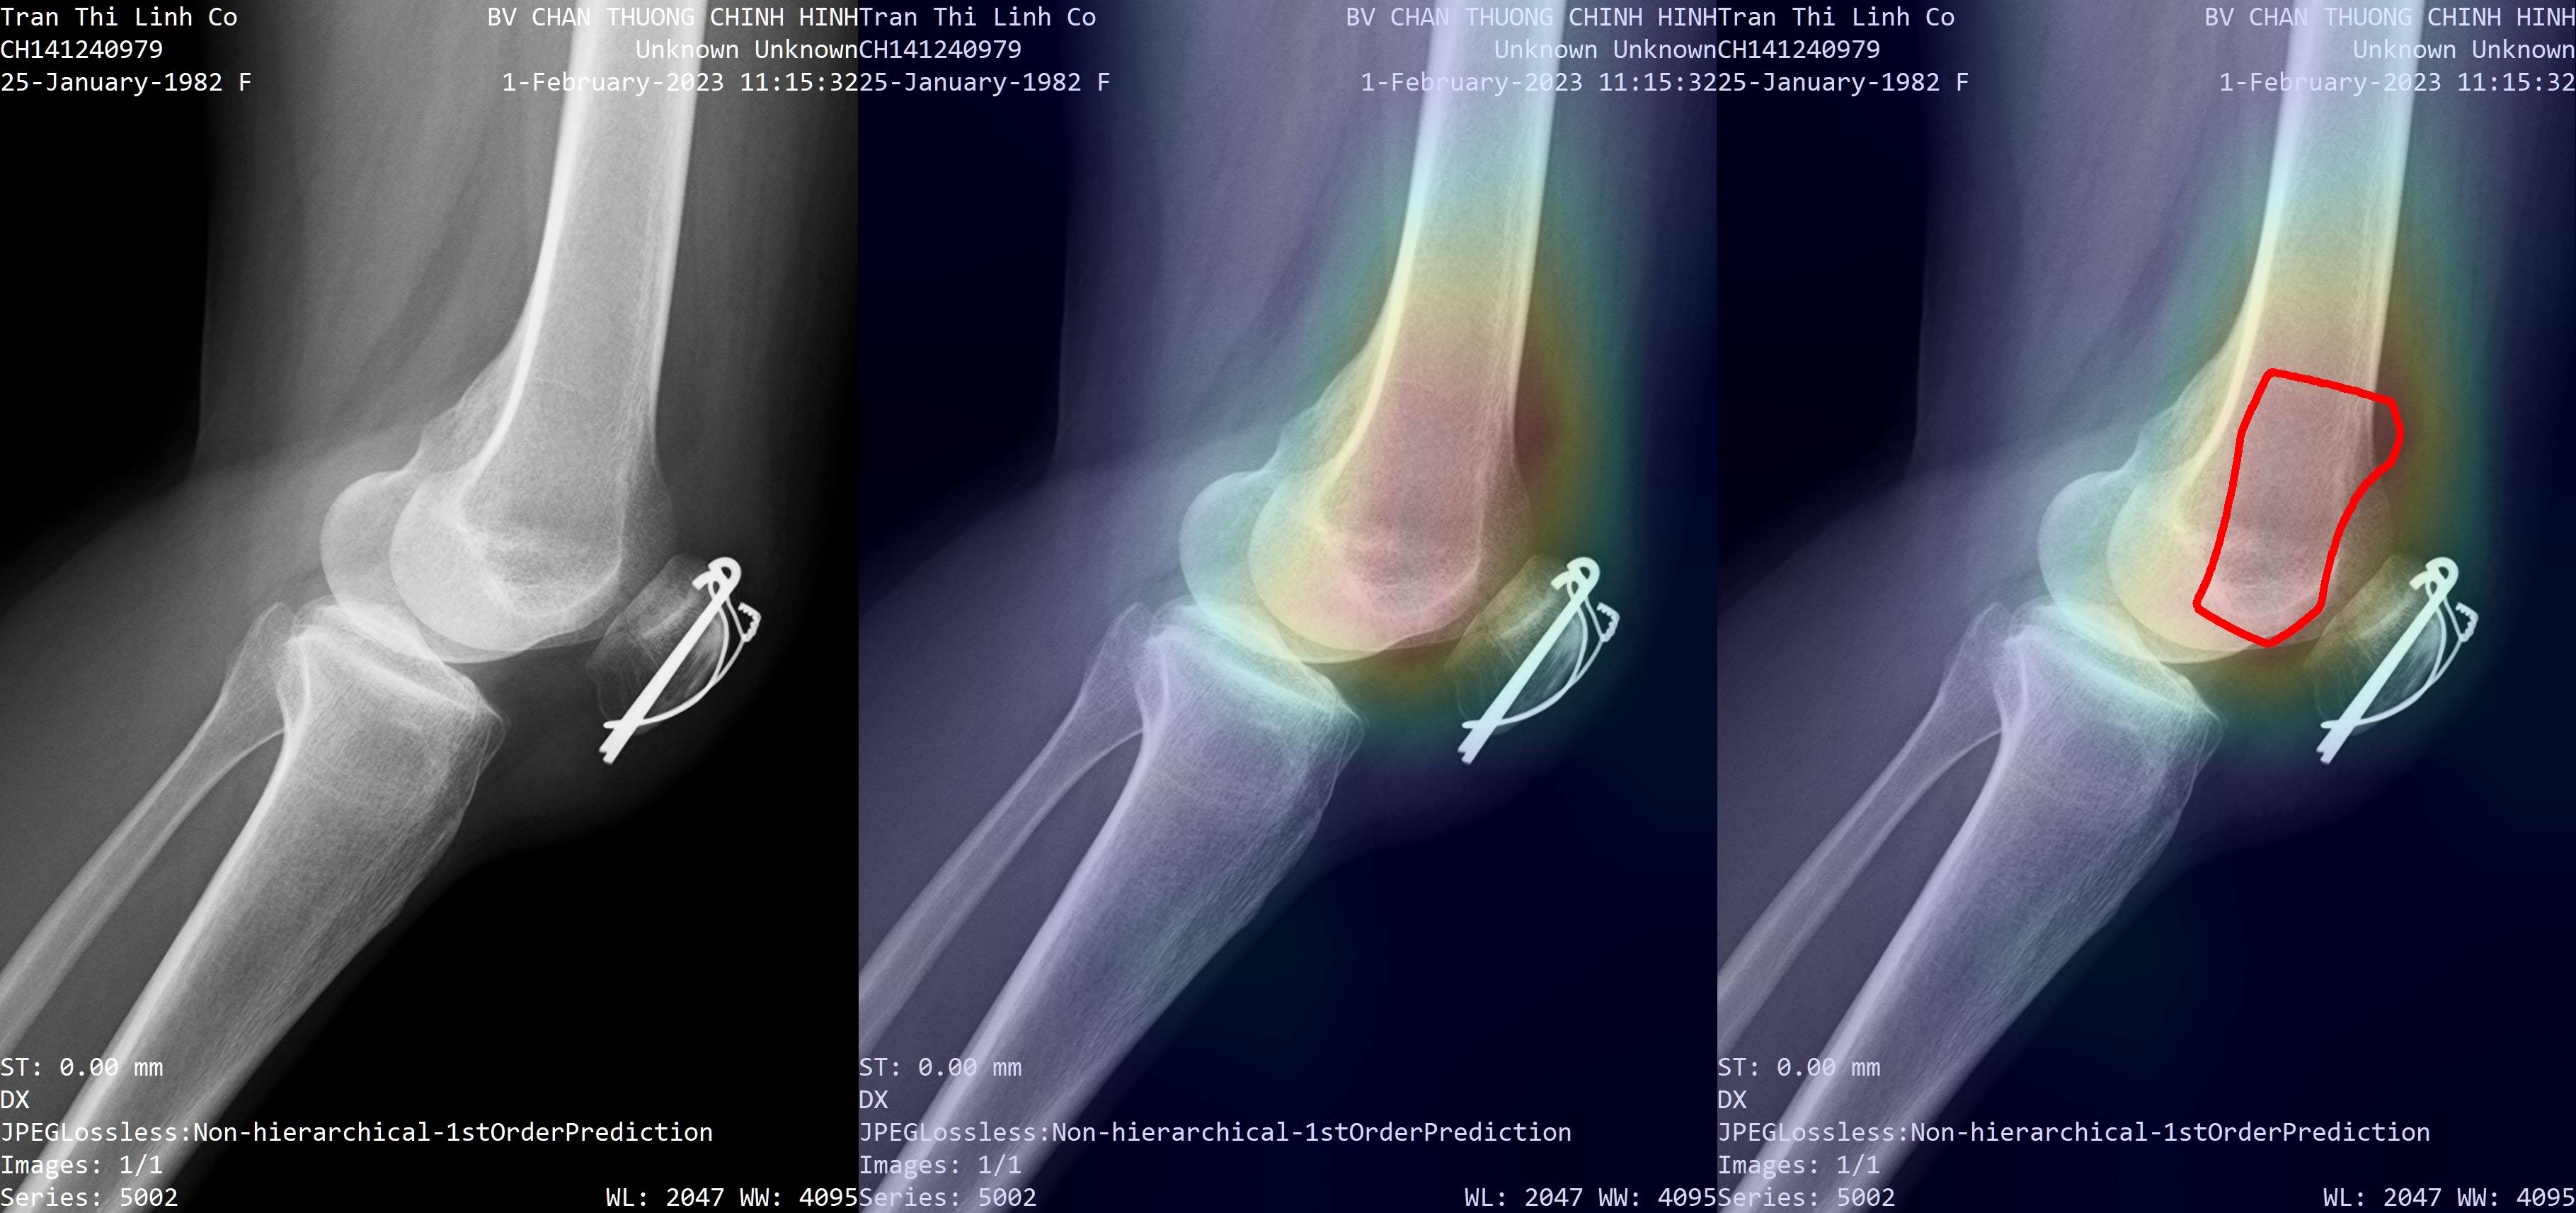 Tran Thi Linh Co
CH141240979
25-January-1982 F
BV CHAN THUONG CHINH HINH
Unknown Unknown
1-February-2023 11:15:32
ST: 0.00 mm
DX
JPEGLossless:Non-hierarchical-1stOrderPrediction
Images: 1/1
Series: 5002
WL: 2047 WW: 4095
Tran Thi Linh Co
CH141240979
25-January-1982 F
BV CHAN THUONG CHINH HINH
Unknown Unknown
1-February-2023 11:15:32
ST: 0.00 mm
DX
JPEGLossless:Non-hierarchical-1stOrderPrediction
Images: 1/1
Series: 5002
WL: 2047 WW: 4095
Tran Thi Linh Co
CH141240979
25-January-1982 F
BV CHAN THUONG CHINH HINH
Unknown Unknown
1-February-2023 11:15:32
ST: 0.00 mm
DX
JPEGLossless:Non-hierarchical-1stOrderPrediction
Images: 1/1
Series: 5002
WL: 2047 WW: 4095